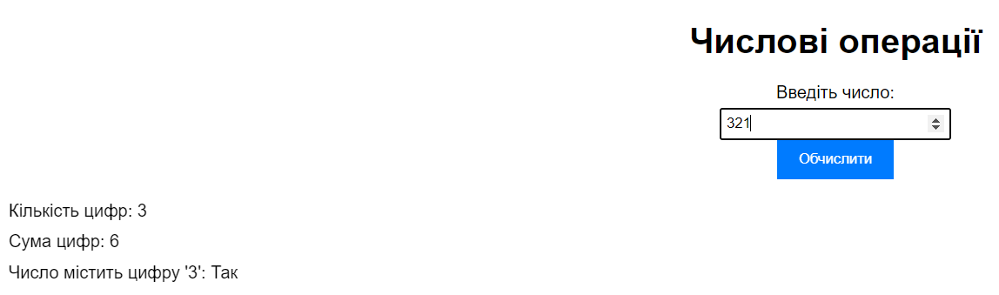 Числові операції
Введіть число:
321
Обчислити
Кількість цифр: 3
Сума цифр: 6
Число містить цифру '3': Так